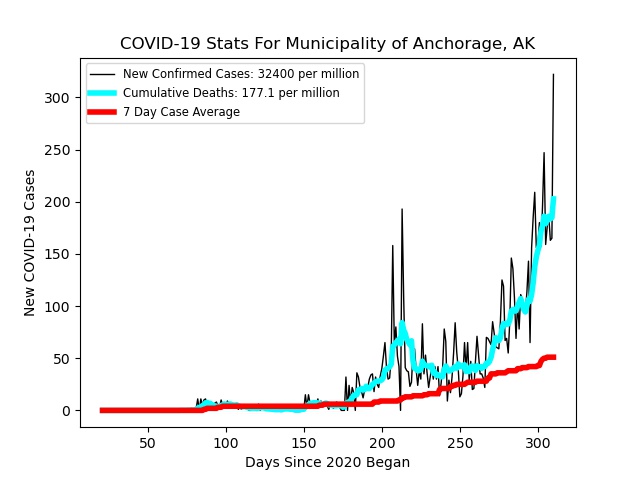 COVID-19 Stats For Municipality of Anchorage, AK
New Confirmed Cases: 32400 per million
Cumulative Deaths: 177.1 per million
7 Day Case Average
New COVID-19 Cases
300
250
200
150
100
50
0
50 100 150 200 250 300
Days Since 2020 Began